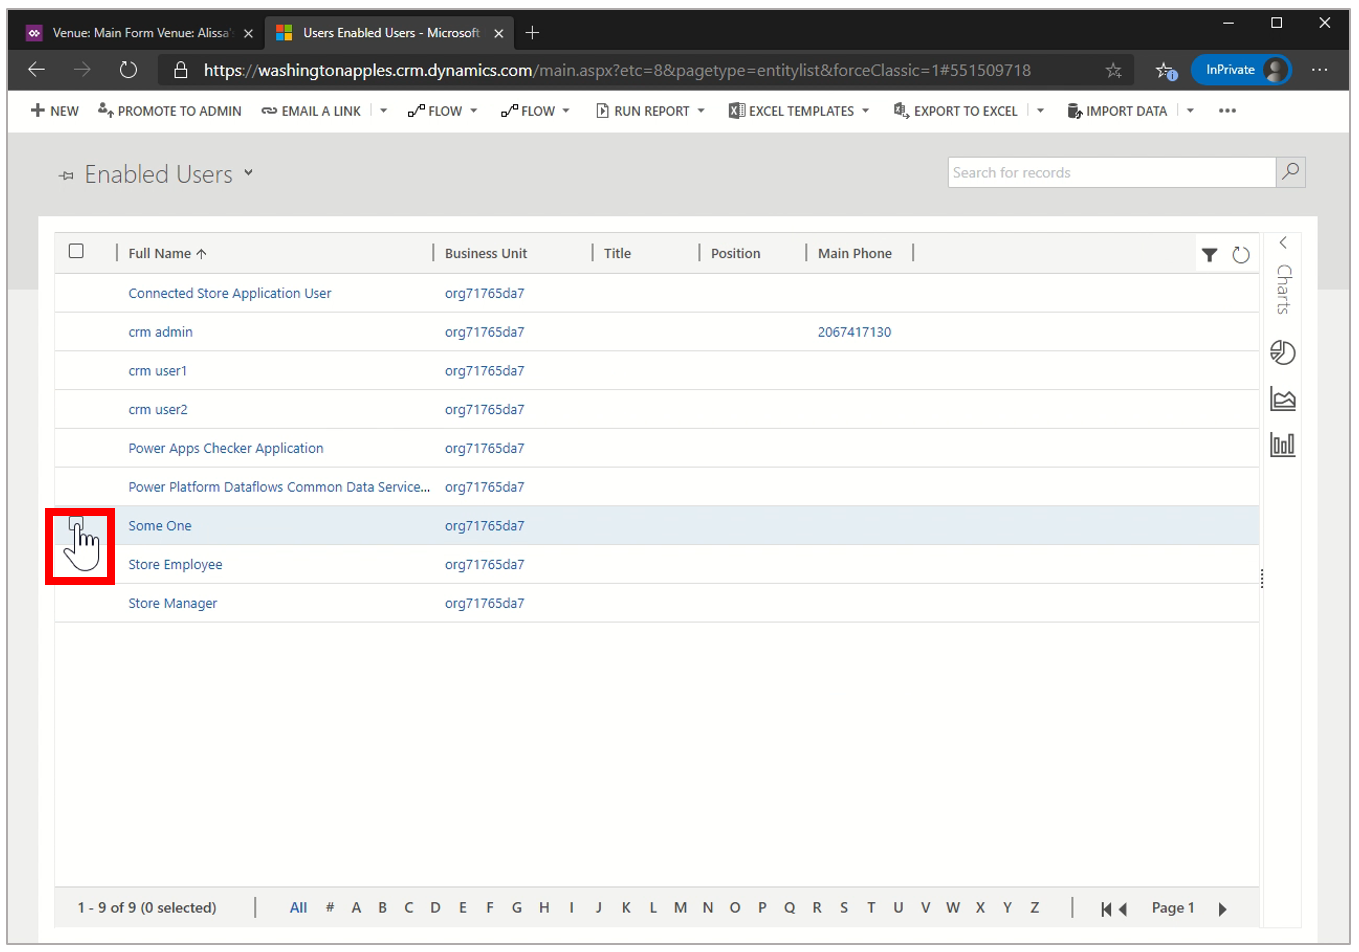 Venue: Main Form Venue: Alissa's
Users Enabled Users - Microsoft
https://washingtonapples.crm.dynamics.com/main.aspx?etc=8&pagetype=entitylist&forceClassic=1#551509718
InPrivate
NEW PROMOTE TO ADMIN EMAIL A LINK FLOW FLOW RUN REPORT EXCEL TEMPLATES EXPORT TO EXCEL IMPORT DATA
Enabled Users
Search for records
Full Name Business Unit Title Position Main Phone
Charts
Connected Store Application User org71765da7
crm admin org71765da7 2067417130
crm user1 org71765da7
crm user2 org71765da7
Power Apps Checker Application org71765da7
Power Platform Dataflows Common Data Service... org71765da7
Some One org71765da7
Store Employee org71765da7
Store Manager org71765da7
1 - 9 of 9 (0 selected) All # A B C D E F G H I J K L M N O P Q R S T U V W X Y Z Page 1